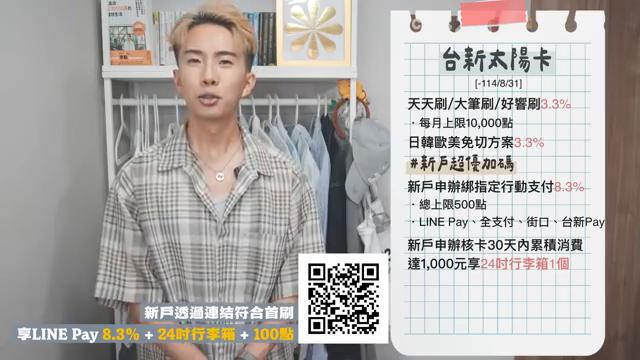 台新太陽卡
[-114/8/31]
天天刷/大筆刷/好響刷3.3%
・每月上限10,000點
日韓歐美免切方案3.3%
#新戶超優加碼
新戶申辦綁指定行動支付8.3%
・總上限500點
・LINE Pay、全支付、街口、台新Pay
新戶申辦核卡30天內累積消費
達1,000元享24吋行李箱1個
新戶透過連結符合首刷
享LINE Pay 8.3% + 24吋行李箱 + 100點